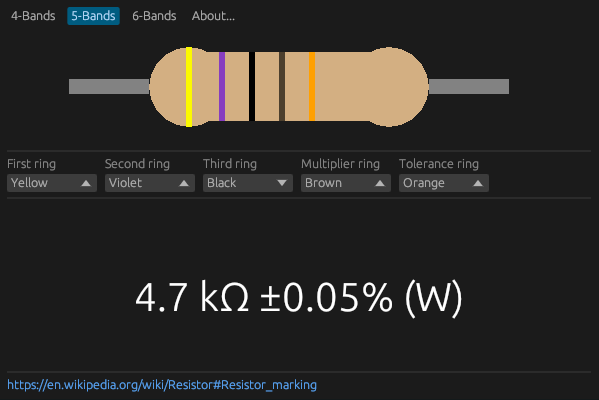 4-Bands 5-Bands 6-Bands About...
First ring Second ring Third ring Multiplier ring Tolerance ring
Yellow Violet Black Brown Orange
4.7 kΩ ±0.05% (W)
https://en.wikipedia.org/wiki/Resistor#Resistor_marking